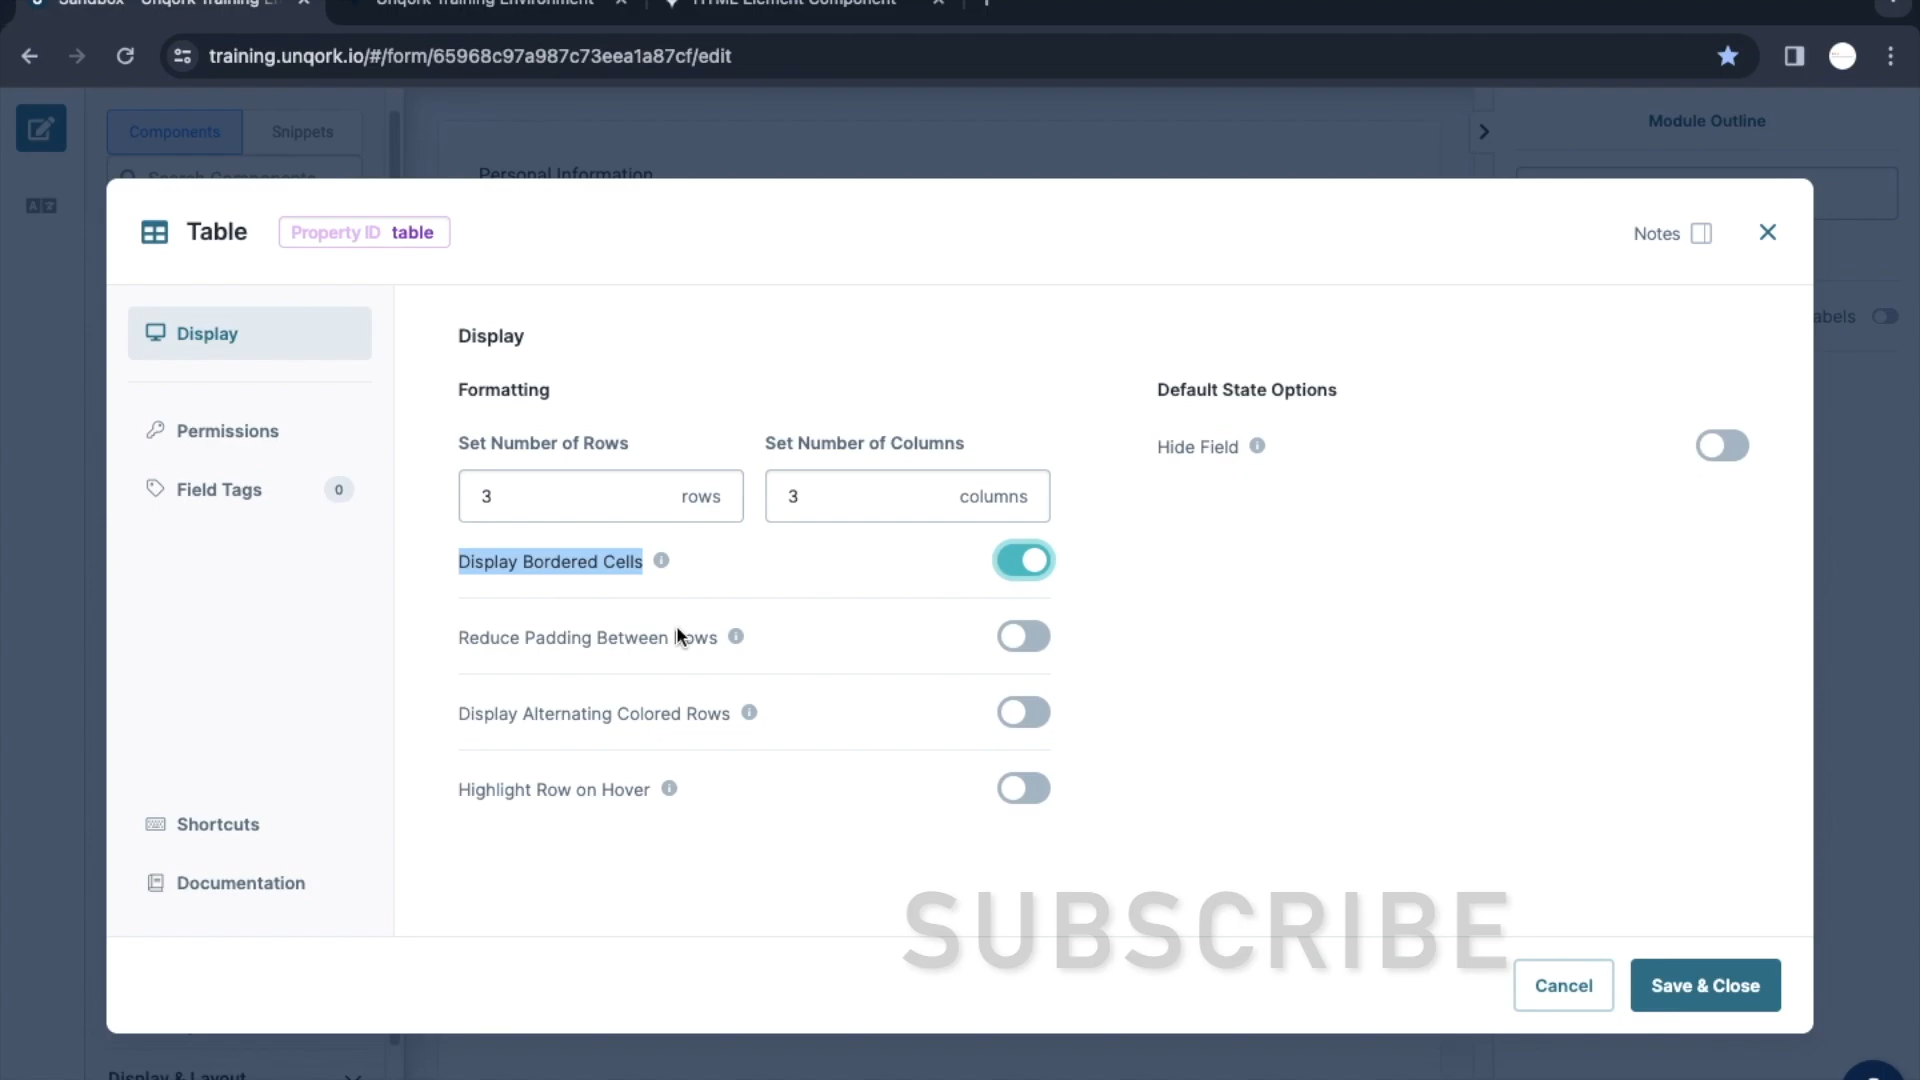 Sandbox - Unqork Training E
Unqork Training Environment
HTML Element Component
training.unqork.io/#/form/65968c97a987c73eea1a87cf/edit
Components
Snippets
Module Outline
Search Components
Personal Information
Table
Property ID table
Notes
Display
Display
Formatting
Default State Options
Set Number of Rows
Set Number of Columns
Hide Field
abels
Permissions
3 rows
3 columns
Field Tags 0
Display Bordered Cells
Reduce Padding Between Rows
Display Alternating Colored Rows
Highlight Row on Hover
Shortcuts
Documentation
SUBSCRIBE
Cancel
Save & Close
Display & Layout